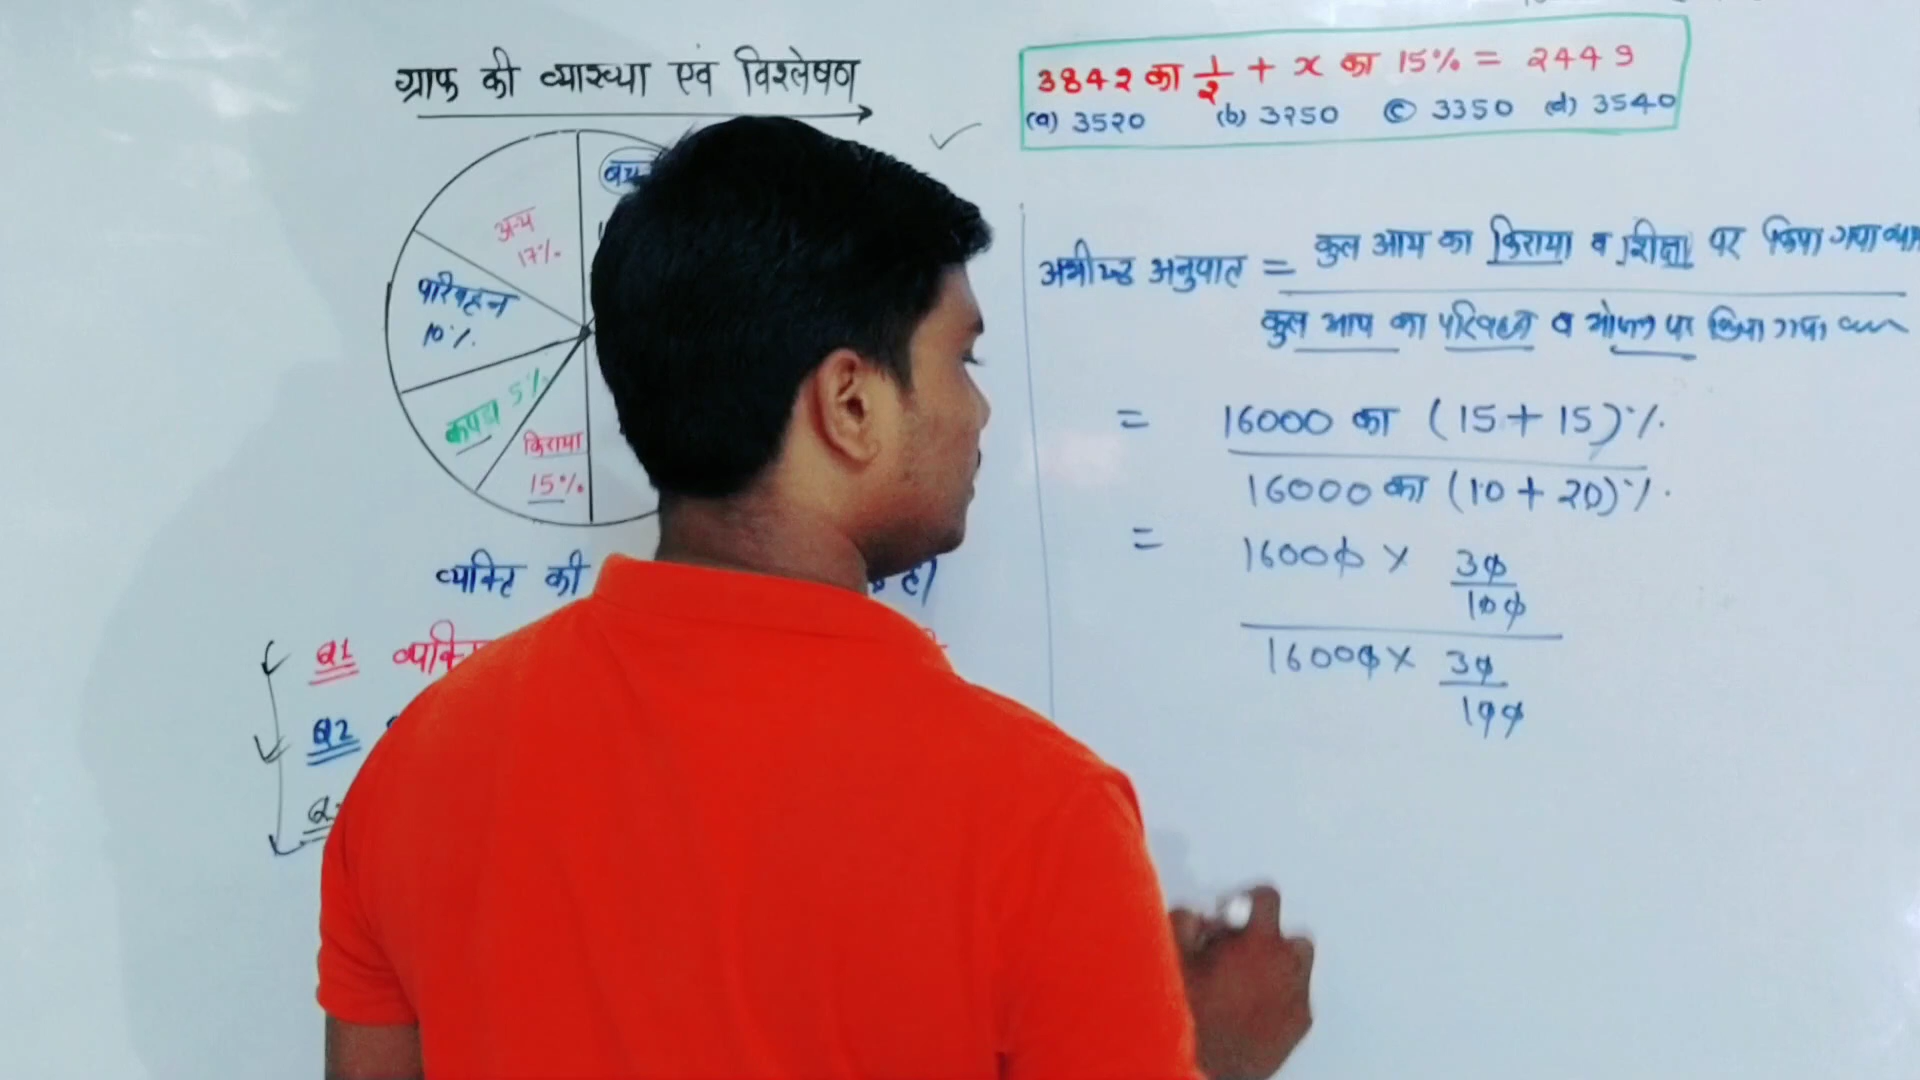 ग्राफ की व्याख्या एवं विश्लेषण
अन्य
17%
परिवहन
10%
कपड़ा 5%
किराया
15%
व्यक्ति की
Q1
Q2
3842 का 1/2 + x का 15% = 2449
(a) 3520 (b) 3250 (c) 3350 (d) 3540
अभीष्ट अनुपात = कुल आय का किराया व शिक्षा पर किया गया
कुल आय का परिवहन व भोजन पर किया गया
= 16000 का (15+15)%
16000 का (10+20)%
= 16000 × 30/100
16000 × 30/100